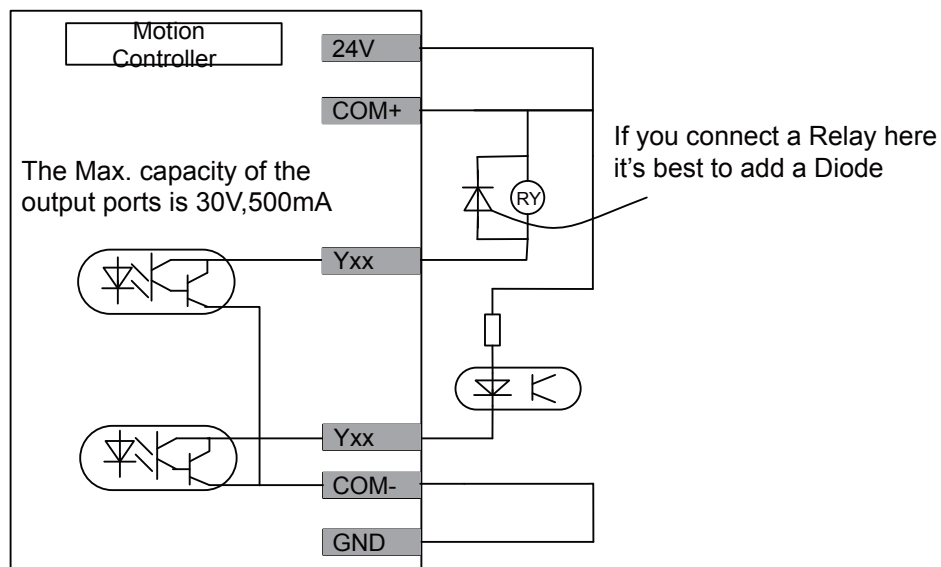 Motion
Controller
24V
COM+
If you connect a Relay here
it's best to add a Diode
The Max. capacity of the
output ports is 30V,500mA
RY
Yxx
Yxx
COM-
GND